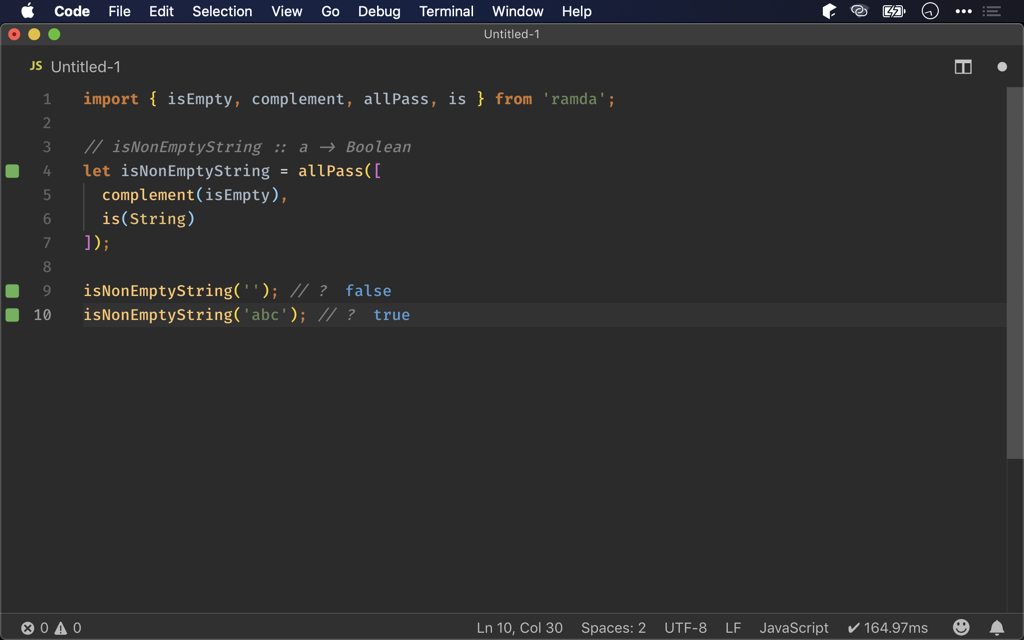 Code File Edit Selection View Go Debug Terminal Window Help
Untitled-1
JS Untitled-1
1 import { isEmpty, complement, allPass, is } from 'ramda';
2
3 // isNonEmptyString :: a → Boolean
4 let isNonEmptyString = allPass([
5 complement(isEmpty),
6 is(String)
7 ]);
8
9 isNonEmptyString(''); // ? false
10 isNonEmptyString('abc'); // ? true
0 0 Ln 10, Col 30 Spaces: 2 UTF-8 LF JavaScript ✔ 164.97ms